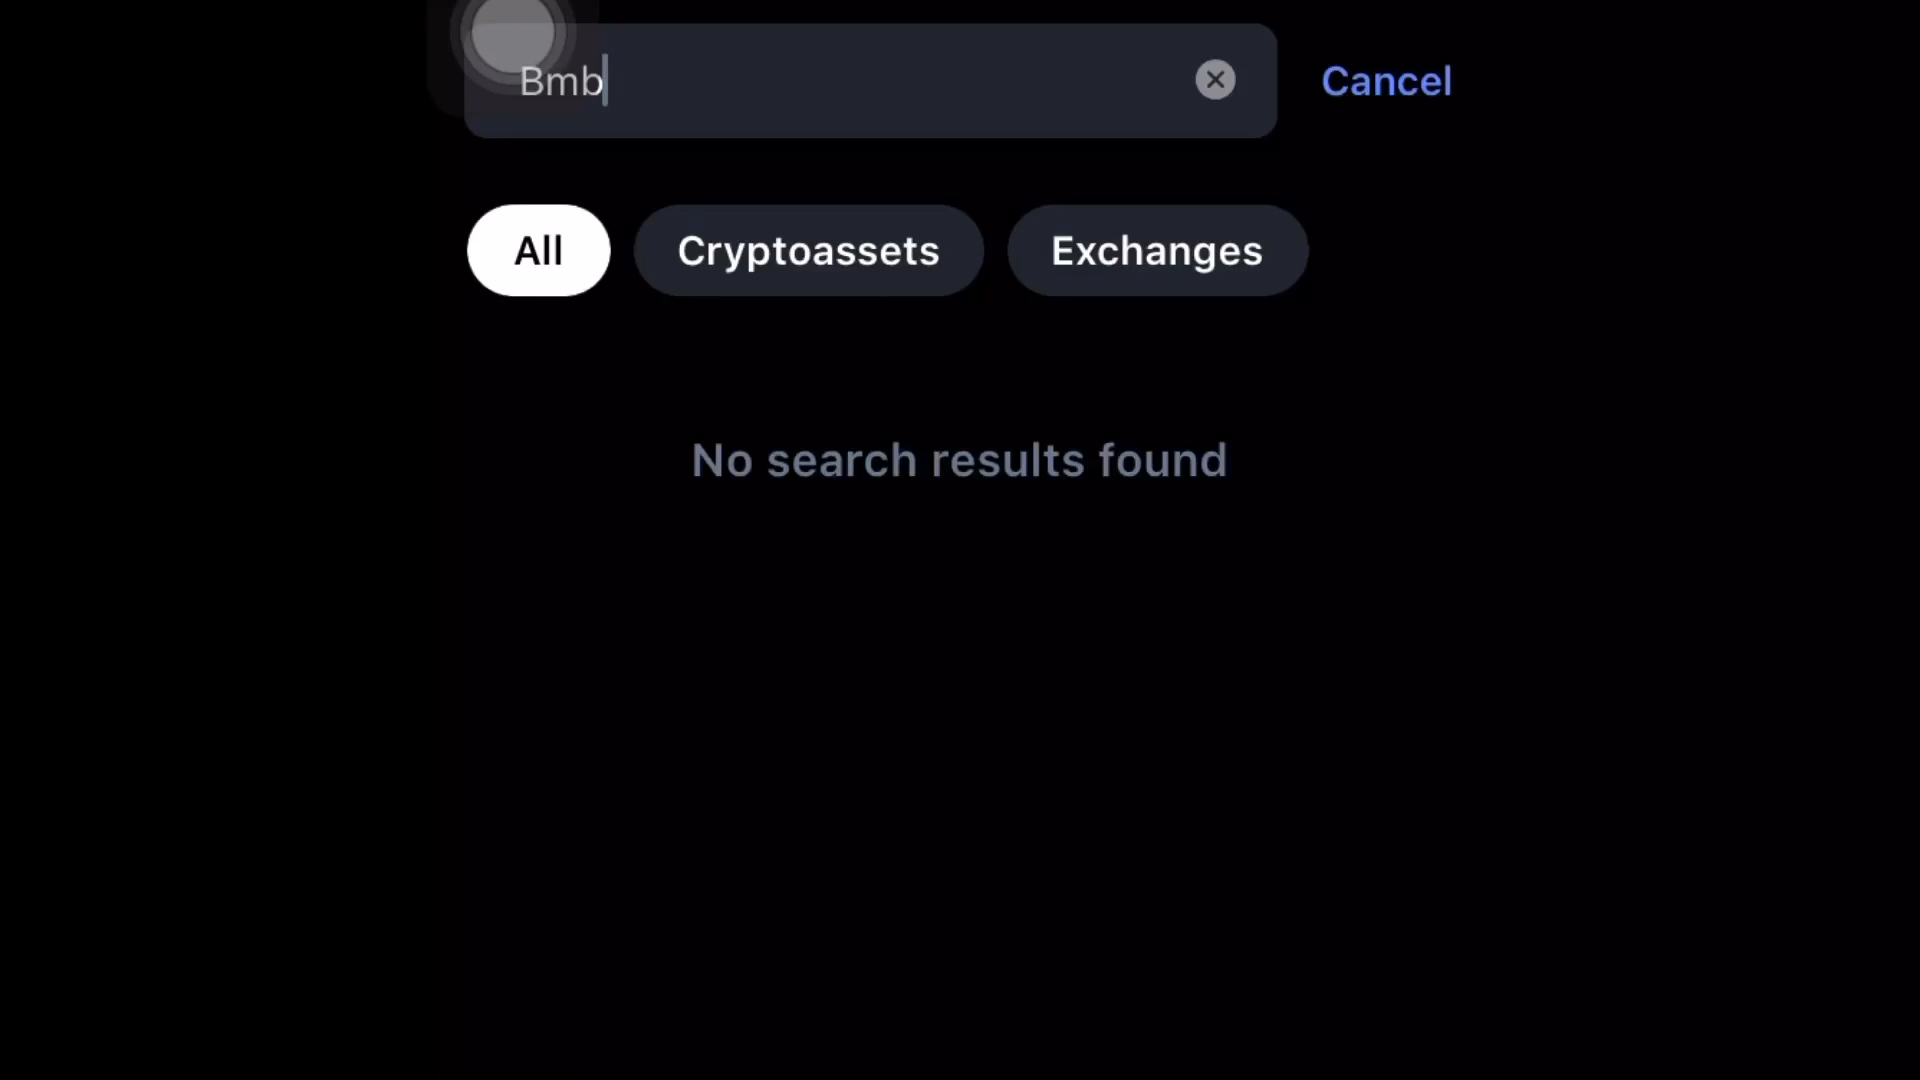 Bmb
Cancel
All
Cryptoassets
Exchanges
No search results found